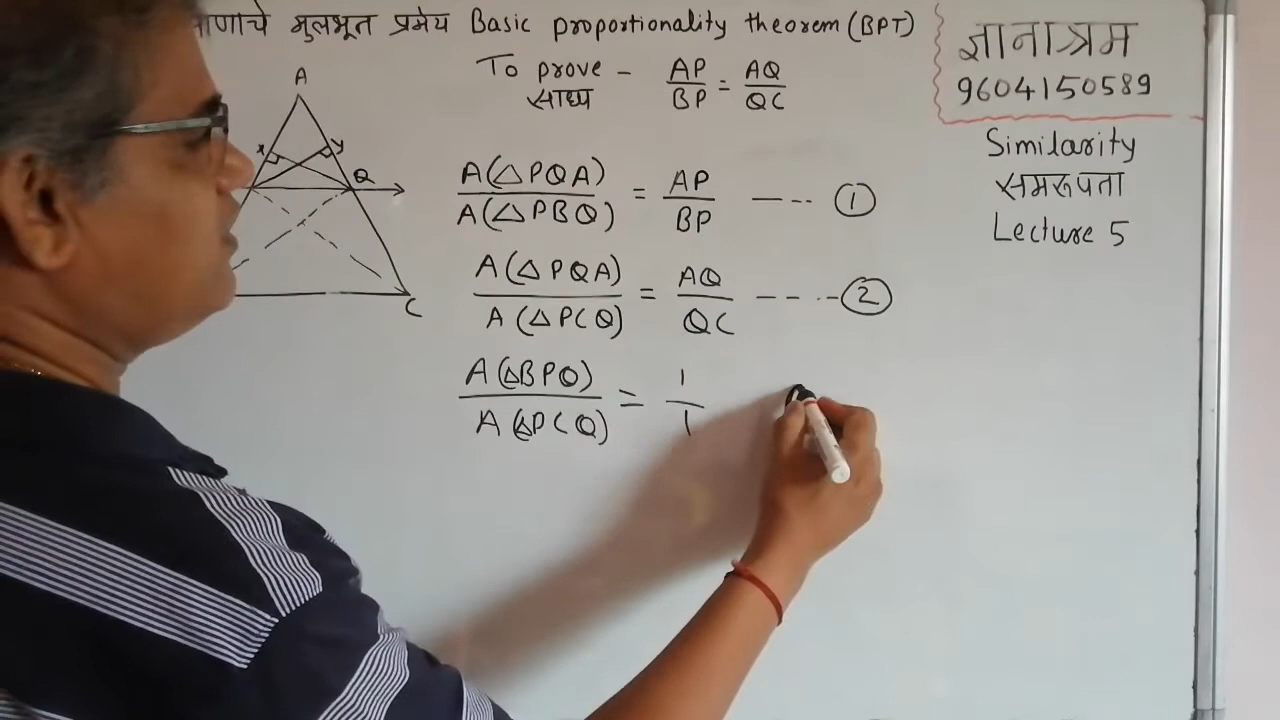 मुलभूत प्रमेय Basic proportionality theorem (BPT)
To prove - AP/BP = AQ/QC
साध्य
A(△PQA)/A(△PBQ) = AP/BP ---- ①
A(△PQA)/A(△PCQ) = AQ/QC ----- ②
A(△BPQ)/A(△PCQ) = 1/1
A
x
y
Q
C
ज्ञानाश्रम
9604150589
Similarity
समरूपता
Lecture 5